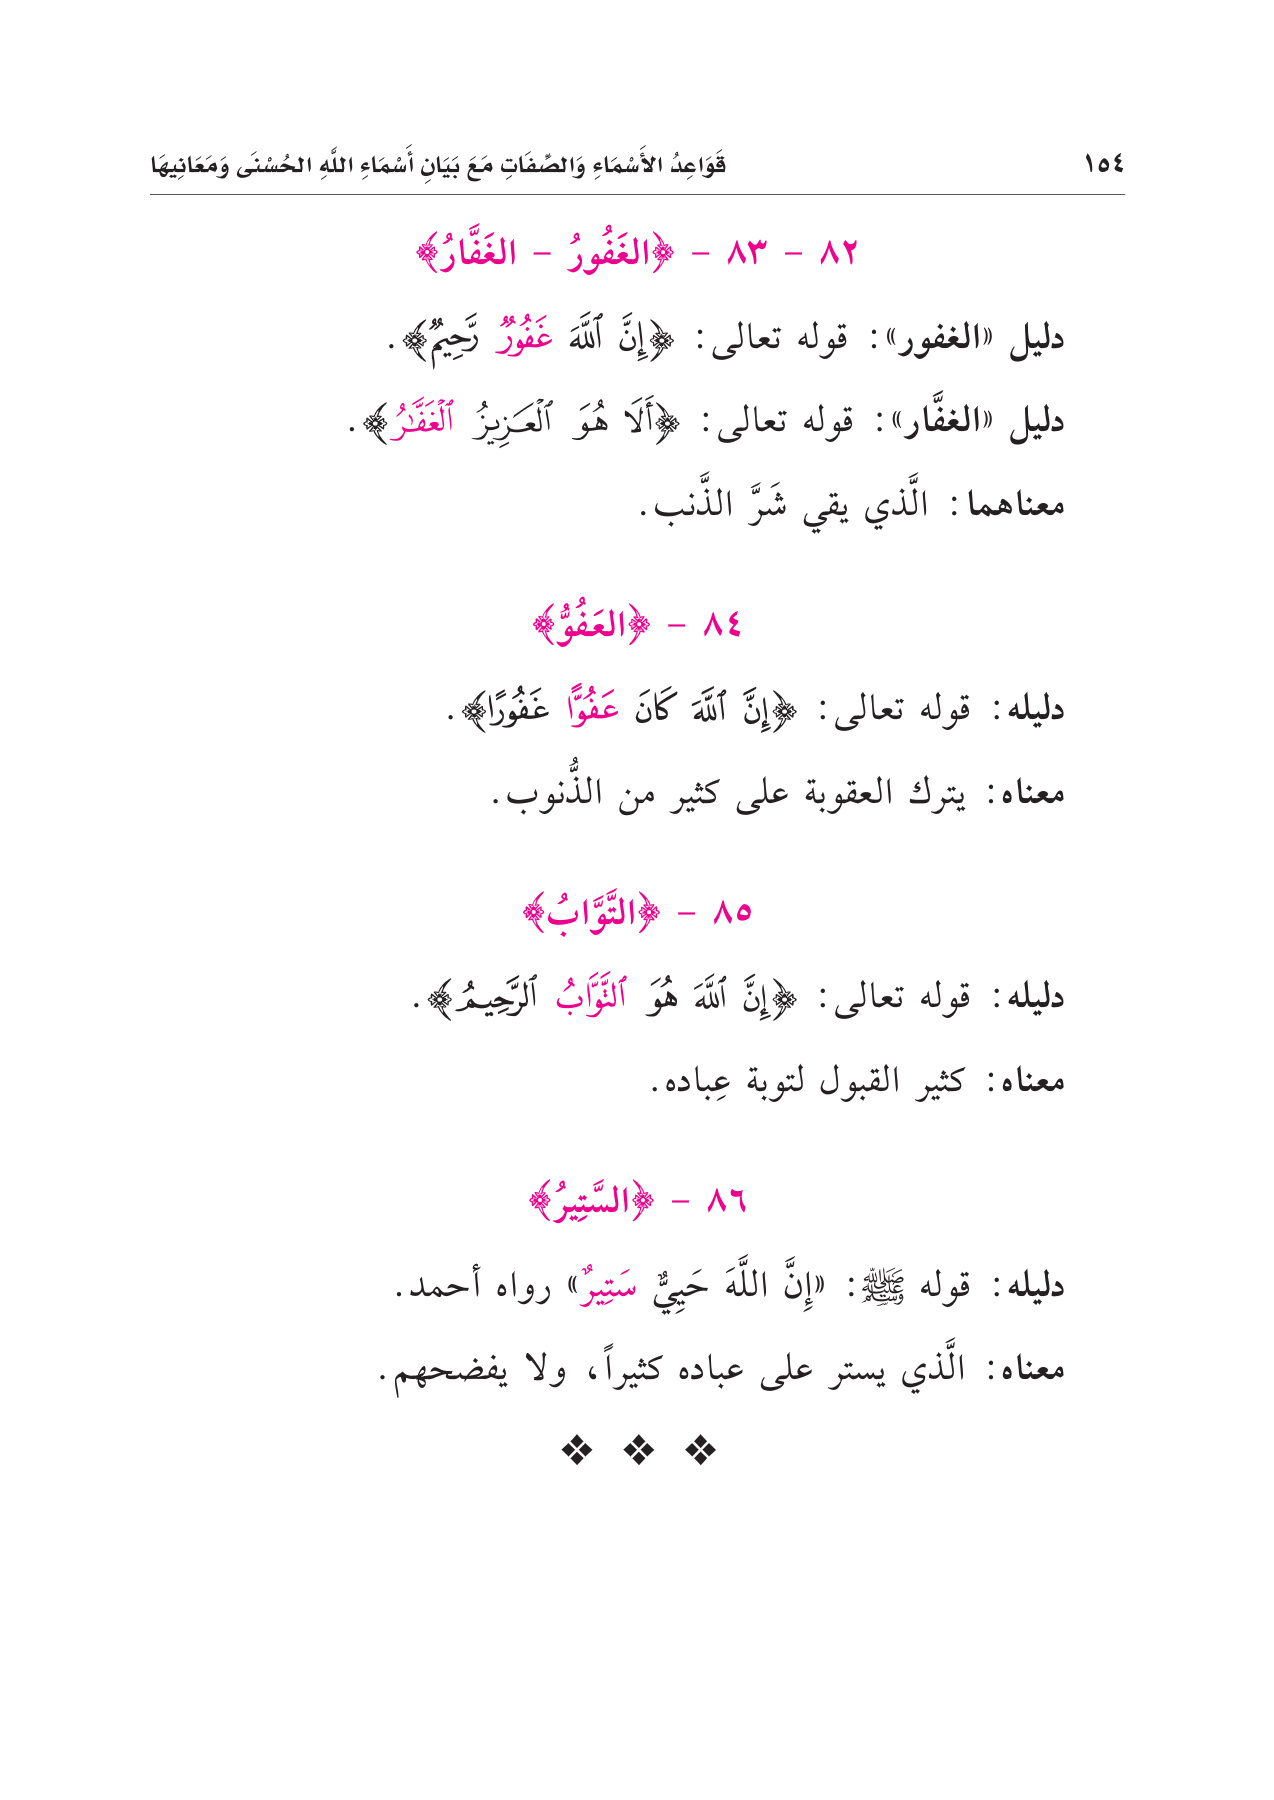 ١٥٤ قَوَاعِدُ الأَسْمَاءِ وَالصِّفَاتِ مَعَ بَيَانِ أَسْمَاءِ اللَّهِ الحُسْنَى وَمَعَانِيهَا
٨٢ - ٨٣ - ﴿الغَفُورُ - الغَفَّارُ﴾
دليل «الغفور»: قوله تعالى: ﴿إِنَّ ٱللَّهَ غَفُورٌ رَّحِيمٌ﴾.
دليل «الغفَّار»: قوله تعالى: ﴿أَلَا هُوَ ٱلْعَزِيزُ ٱلْغَفَّٰرُ﴾.
معناهما: الَّذي يقي شَرَّ الذَّنب.
٨٤ - ﴿العَفُوُّ﴾
دليله: قوله تعالى: ﴿إِنَّ ٱللَّهَ كَانَ عَفُوًّا غَفُورًا﴾.
معناه: يترك العقوبة على كثير من الذُّنوب.
٨٥ - ﴿التَّوَّابُ﴾
دليله: قوله تعالى: ﴿إِنَّ ٱللَّهَ هُوَ ٱلتَّوَّابُ ٱلرَّحِيمُ﴾.
معناه: كثير القبول لتوبة عِباده.
٨٦ - ﴿السَّتِيرُ﴾
دليله: قوله ﷺ: «إِنَّ اللَّهَ حَيِيٌّ سَتِيرٌ» رواه أحمد.
معناه: الَّذي يستر على عباده كثيراً، ولا يفضحهم.